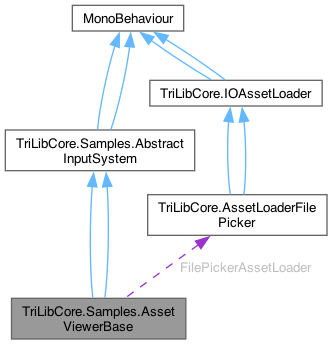 MonoBehaviour
TriLibCore.IOAssetLoader
TriLibCore.Samples.Abstract
InputSystem
TriLibCore.AssetLoaderFile
Picker
FilePickerAssetLoader
TriLibCore.Samples.Asset
ViewerBase